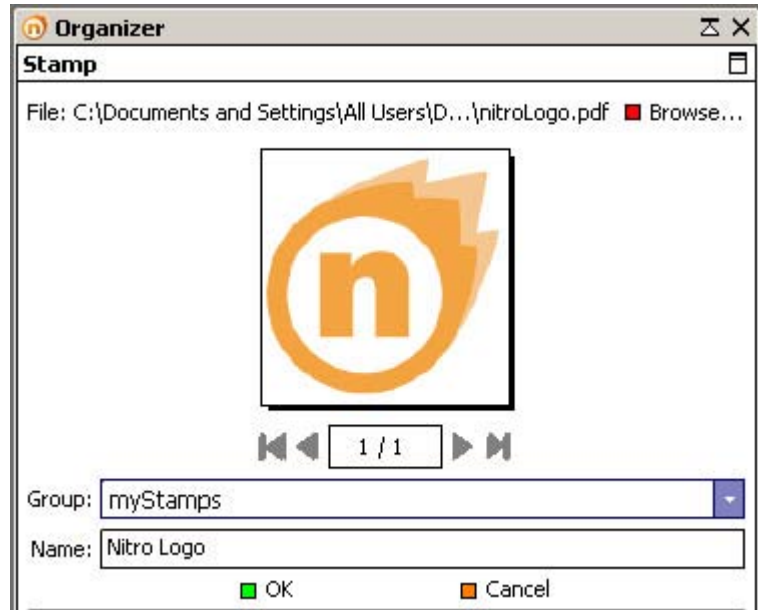 Organizer
Stamp
File: C:\Documents and Settings\All Users\D...\nitroLogo.pdf Browse...
n
1 / 1
Group: myStamps
Name: Nitro Logo
OK Cancel